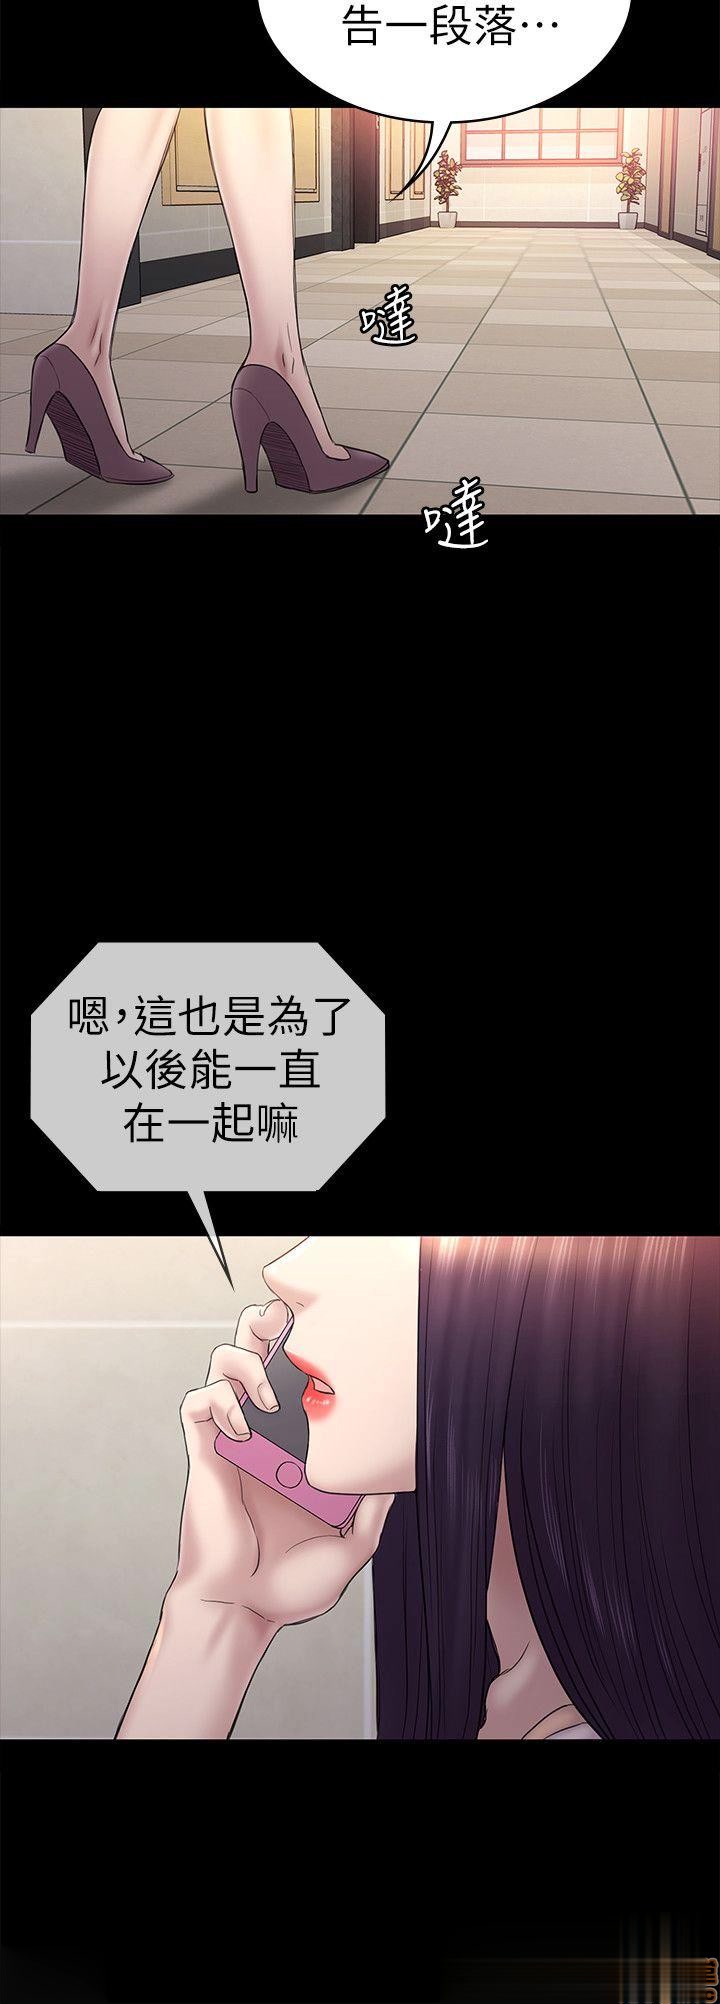 告一段落…
噠
噠
嗯，這也是為了
以後能一直
在一起嘛